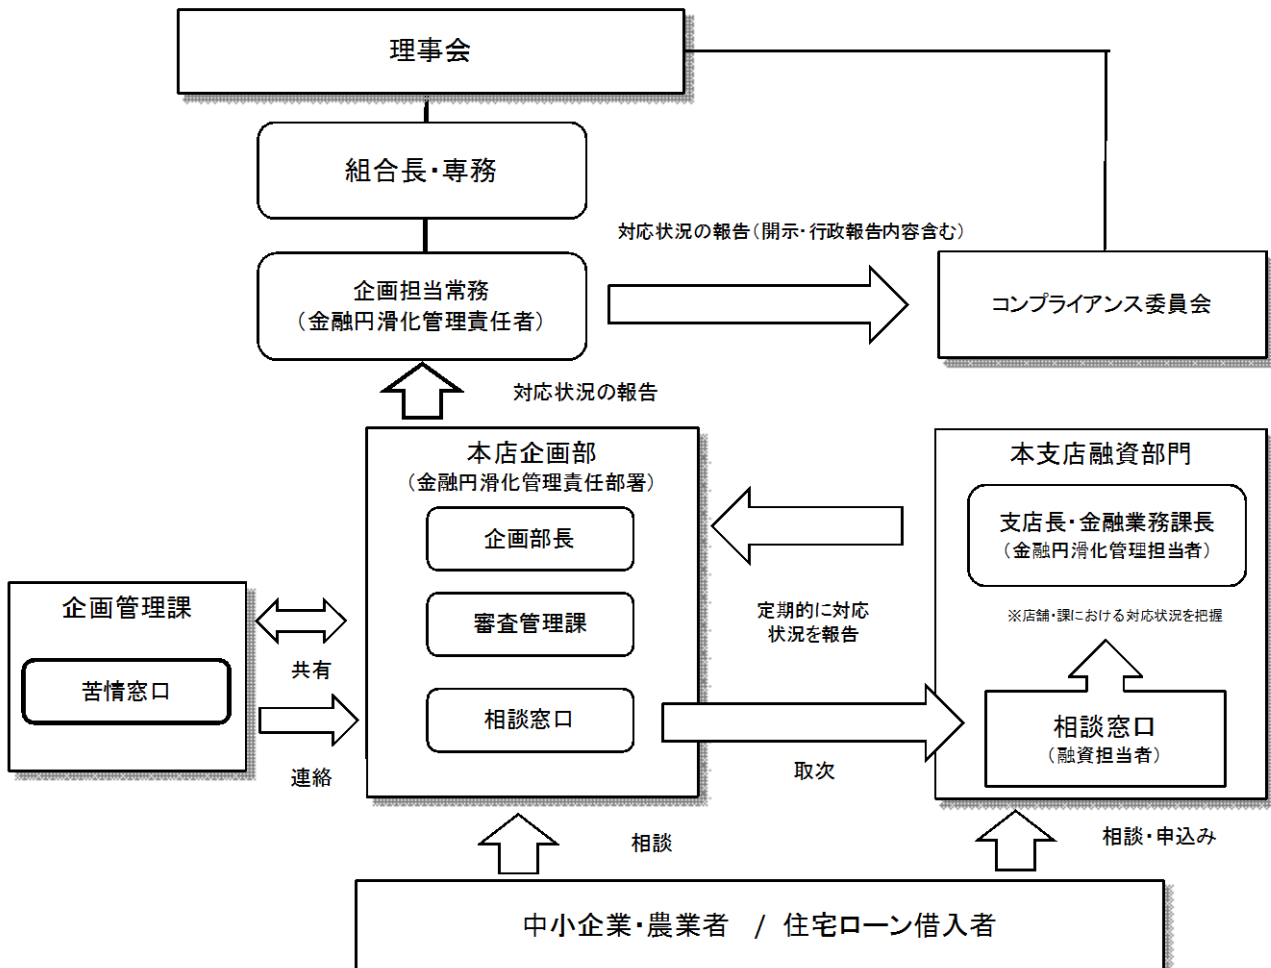 理事会
組合長・専務
対応状況の報告(開示・行政報告内容含む)
企画担当常務
(金融円滑化管理責任者)
コンプライアンス委員会
対応状況の報告
本店企画部
(金融円滑化管理責任部署)
企画部長
審査管理課
相談窓口
本支店融資部門
支店長・金融業務課長
(金融円滑化管理担当者)
※店舗・課における対応状況を把握
相談窓口
(融資担当者)
定期的に対応
状況を報告
企画管理課
苦情窓口
共有
連絡
取次
相談
相談・申込み
中小企業・農業者 / 住宅ローン借入者